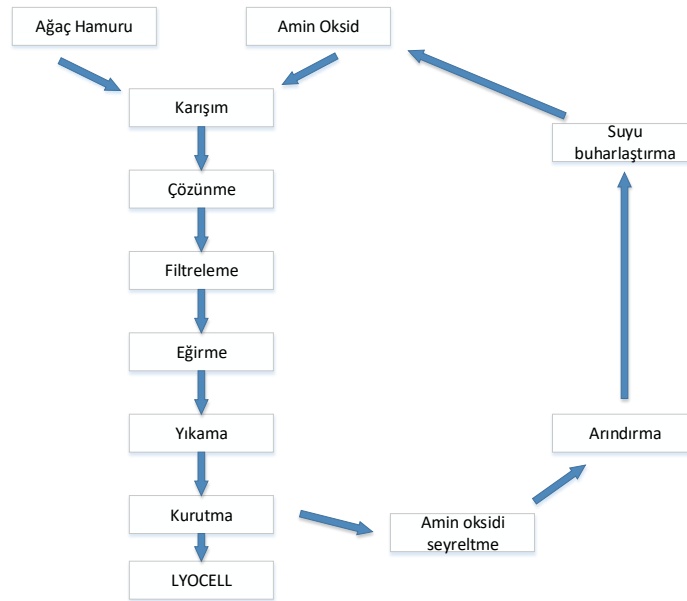 Ağaç Hamuru
Amin Oksid
Karışım
Suyu
buharlaştırma
Çözünme
Filtreleme
Eğirme
Yıkama
Arındırma
Kurutma
Amin oksidi
seyreltme
LYOCELL